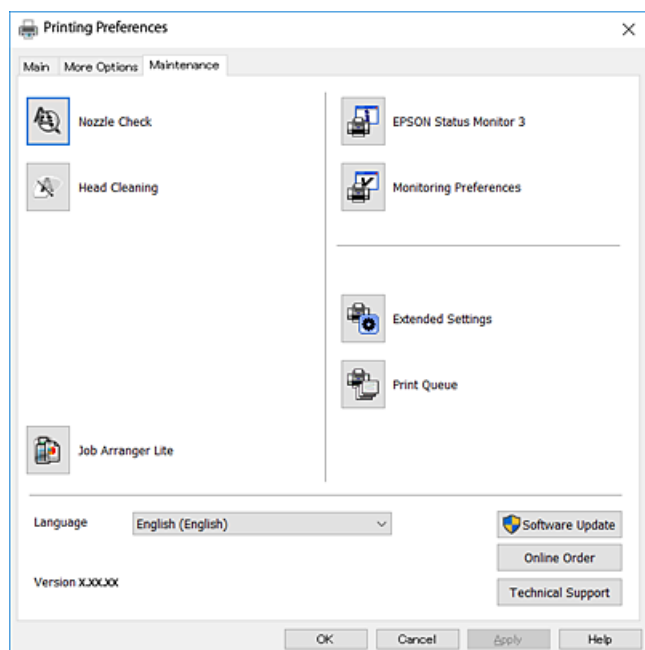 Printing Preferences
Main
More Options
Maintenance
Nozzle Check
Head Cleaning
Job Arranger Lite
EPSON Status Monitor 3
Monitoring Preferences
Extended Settings
Print Queue
Language
English (English)
Version X.XX.XX
Software Update
Online Order
Technical Support
OK
Cancel
Apply
Help